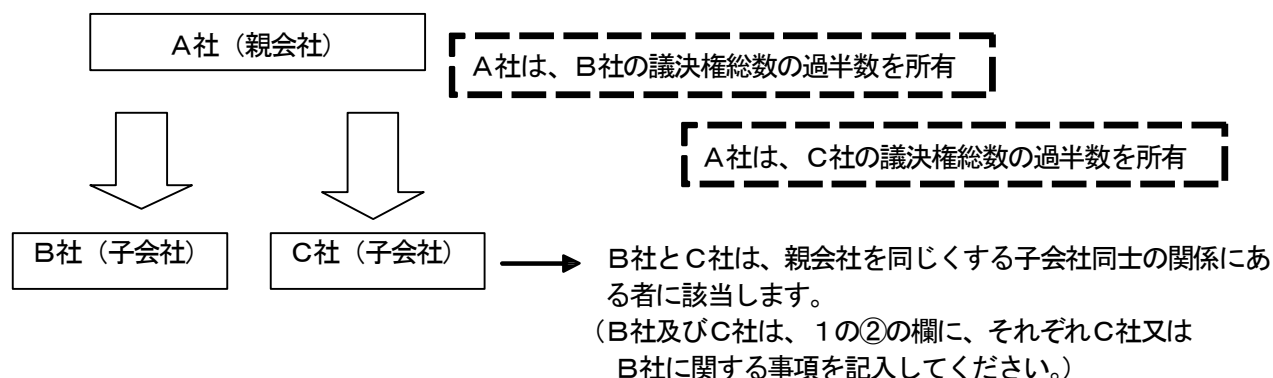 A社（親会社）
A社は、B社の議決権総数の過半数を所有
A社は、C社の議決権総数の過半数を所有
B社（子会社）
C社（子会社）
B社とC社は、親会社を同じくする子会社同士の関係にあ
る者に該当します。
（B社及びC社は、１の②の欄に、それぞれC社又は
B社に関する事項を記入してください。）